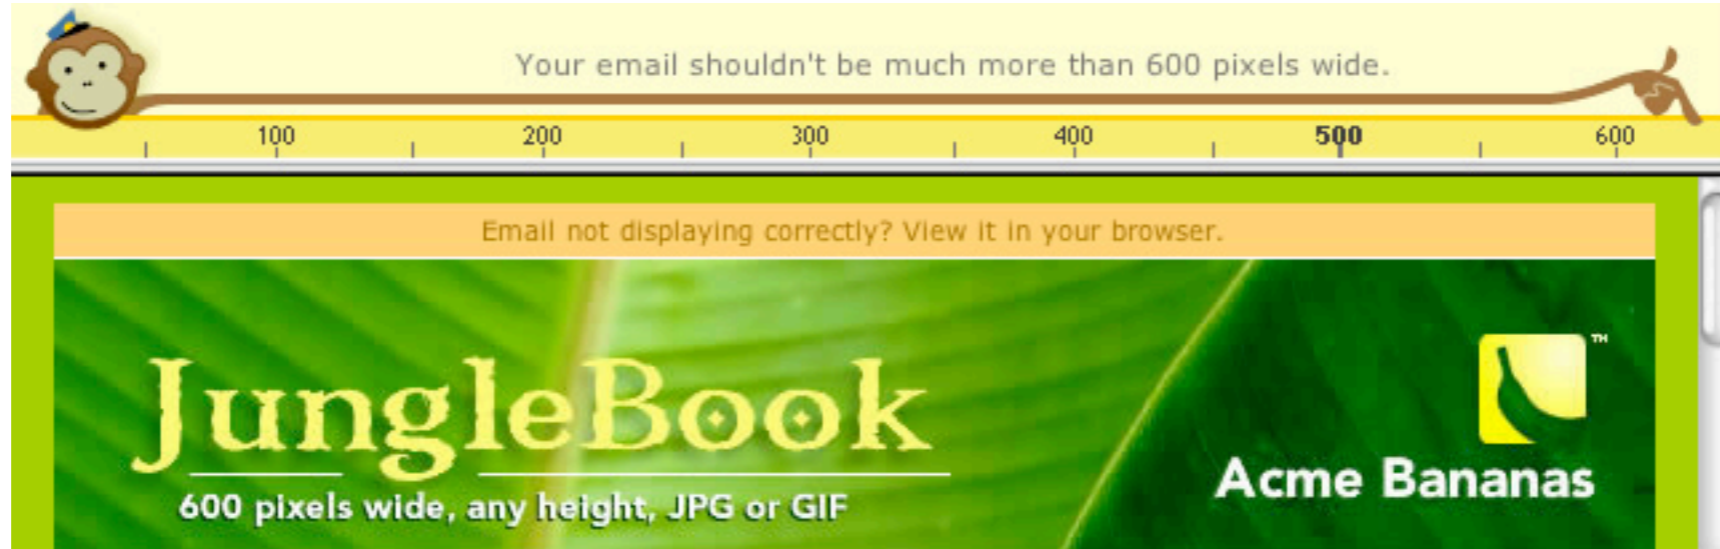 Your email shouldn't be much more than 600 pixels wide.
100 200 300 400 500 600
Email not displaying correctly? View it in your browser.
JungleBook
600 pixels wide, any height, JPG or GIF
TM
Acme Bananas